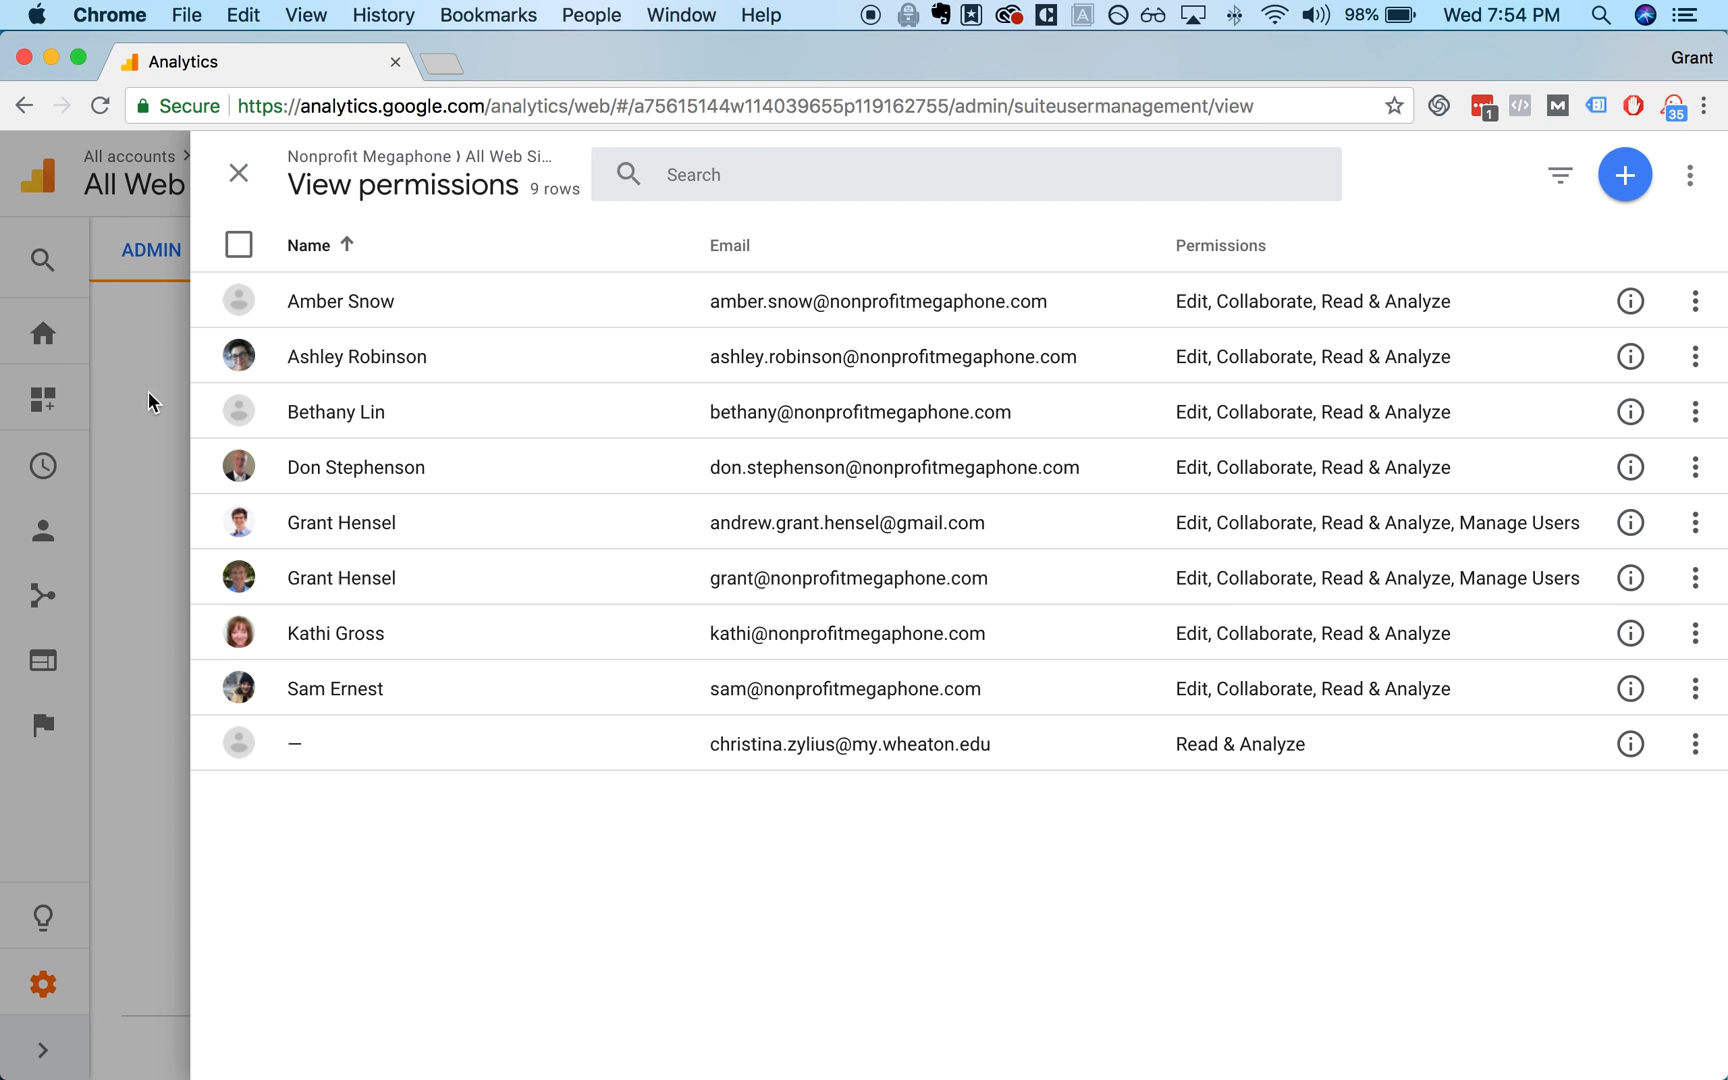 Chrome File Edit View History Bookmarks People Window Help 98% Wed 7:54 PM
Analytics Grant
Secure https://analytics.google.com/analytics/web/#/a75615144w114039655p119162755/admin/suiteusermanagement/view 1 M 35
All accounts > Nonprofit Megaphone › All Web Si...
All Web View permissions 9 rows Search
ADMIN Name Email Permissions
Amber Snow amber.snow@nonprofitmegaphone.com Edit, Collaborate, Read & Analyze
Ashley Robinson ashley.robinson@nonprofitmegaphone.com Edit, Collaborate, Read & Analyze
Bethany Lin bethany@nonprofitmegaphone.com Edit, Collaborate, Read & Analyze
Don Stephenson don.stephenson@nonprofitmegaphone.com Edit, Collaborate, Read & Analyze
Grant Hensel andrew.grant.hensel@gmail.com Edit, Collaborate, Read & Analyze, Manage Users
Grant Hensel grant@nonprofitmegaphone.com Edit, Collaborate, Read & Analyze, Manage Users
Kathi Gross kathi@nonprofitmegaphone.com Edit, Collaborate, Read & Analyze
Sam Ernest sam@nonprofitmegaphone.com Edit, Collaborate, Read & Analyze
– christina.zylius@my.wheaton.edu Read & Analyze